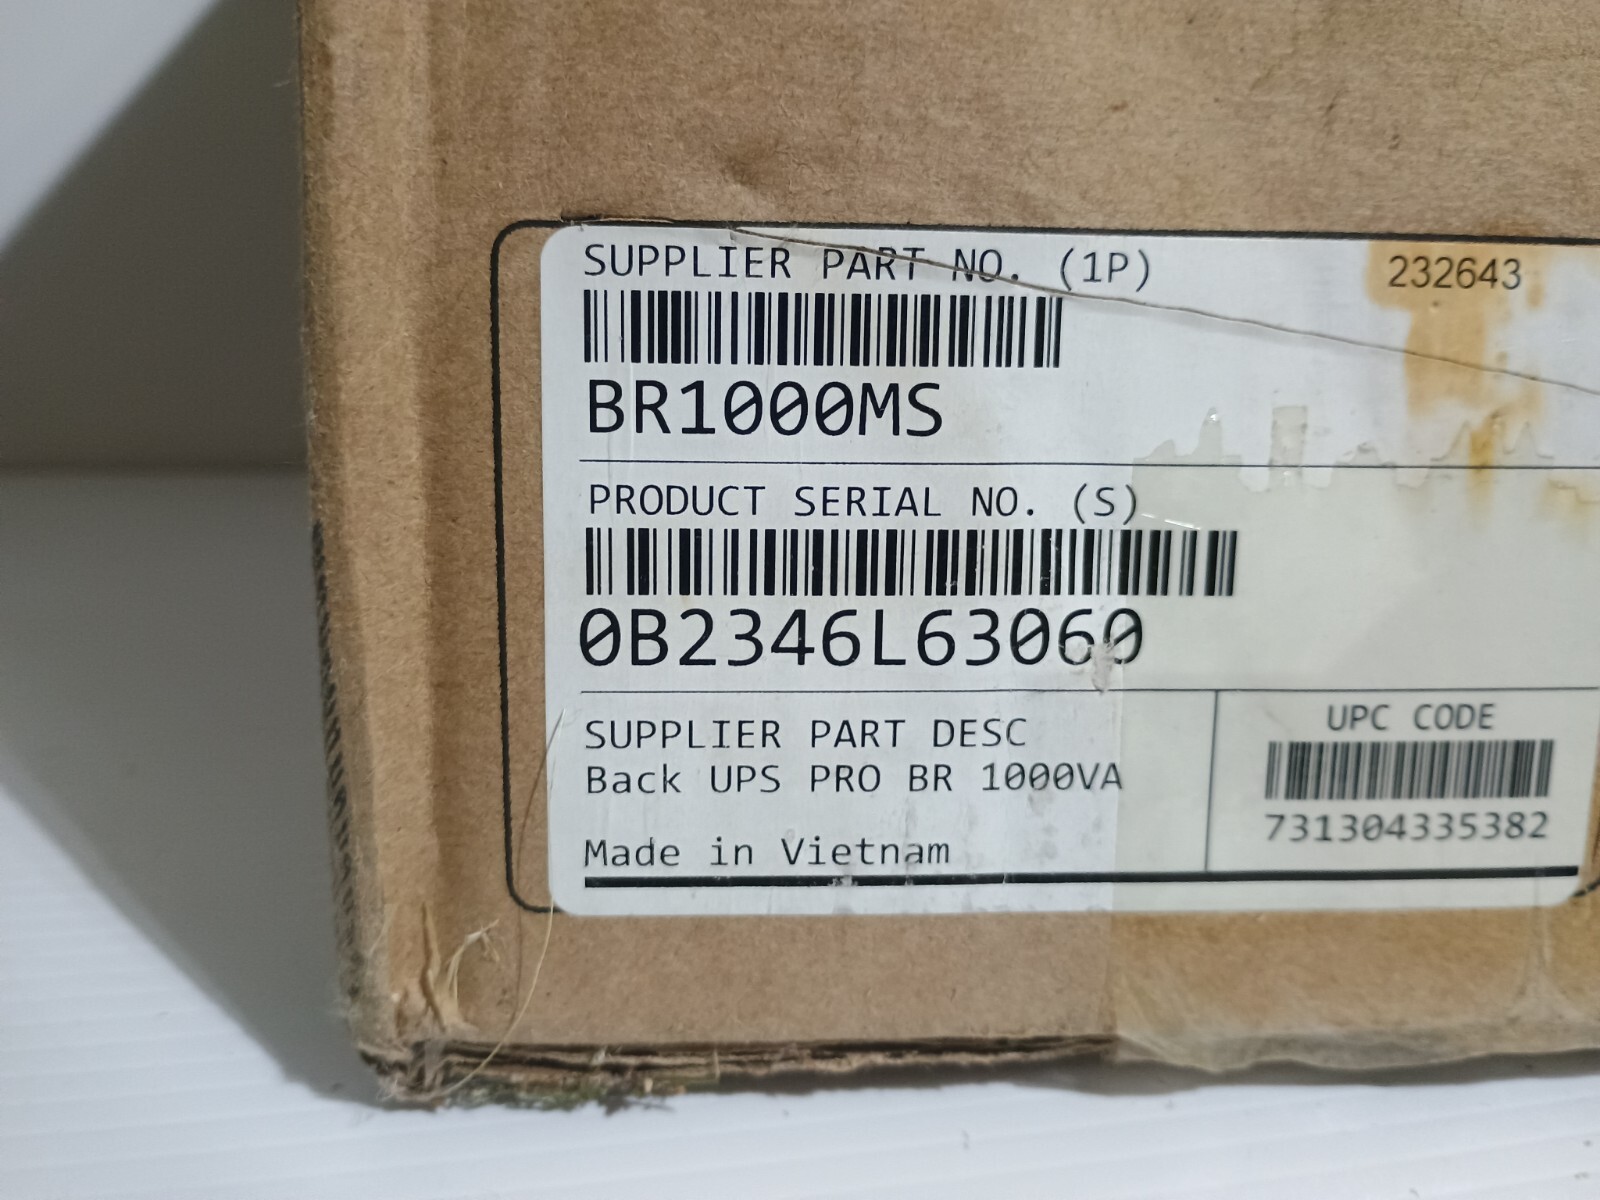 SUPPLIER PART NO. (1P) 232643
BR1000MS
PRODUCT SERIAL NO. (S)
0B2346L63060
SUPPLIER PART DESC
Back UPS PRO BR 1000VA
Made in Vietnam
UPC CODE
731304335382